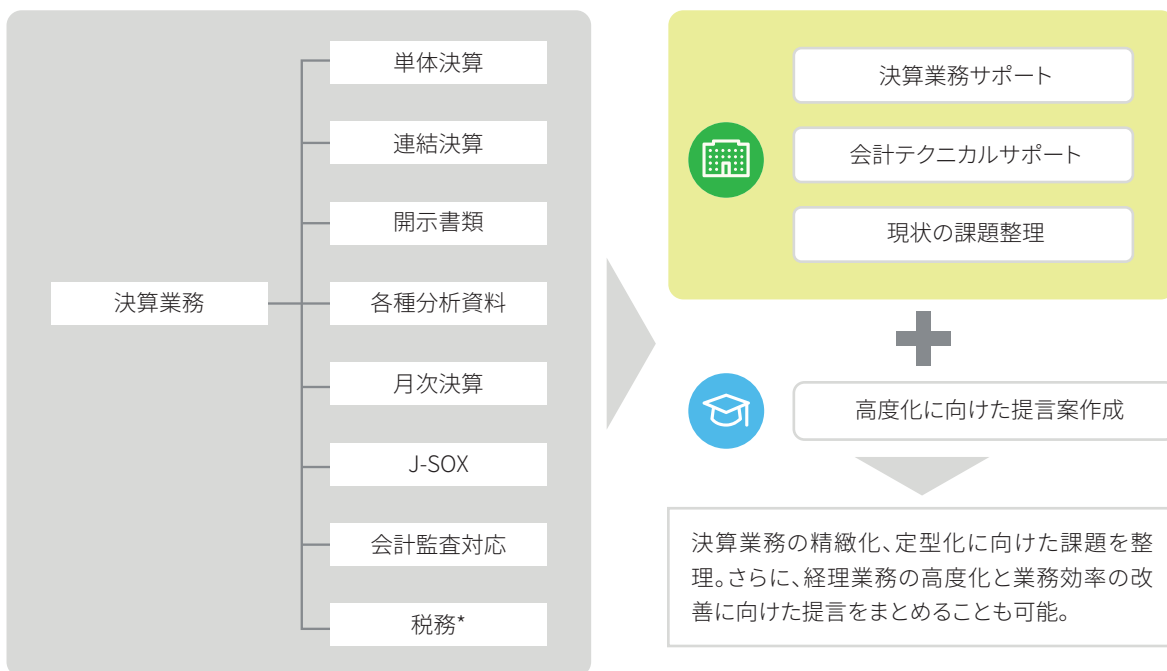 決算業務
単体決算
連結決算
開示書類
各種分析資料
月次決算
J-SOX
会計監査対応
税務*
決算業務サポート
会計テクニカルサポート
現状の課題整理
高度化に向けた提言案作成
決算業務の精緻化、定型化に向けた課題を整
理。さらに、経理業務の高度化と業務効率の改
善に向けた提言をまとめることも可能。